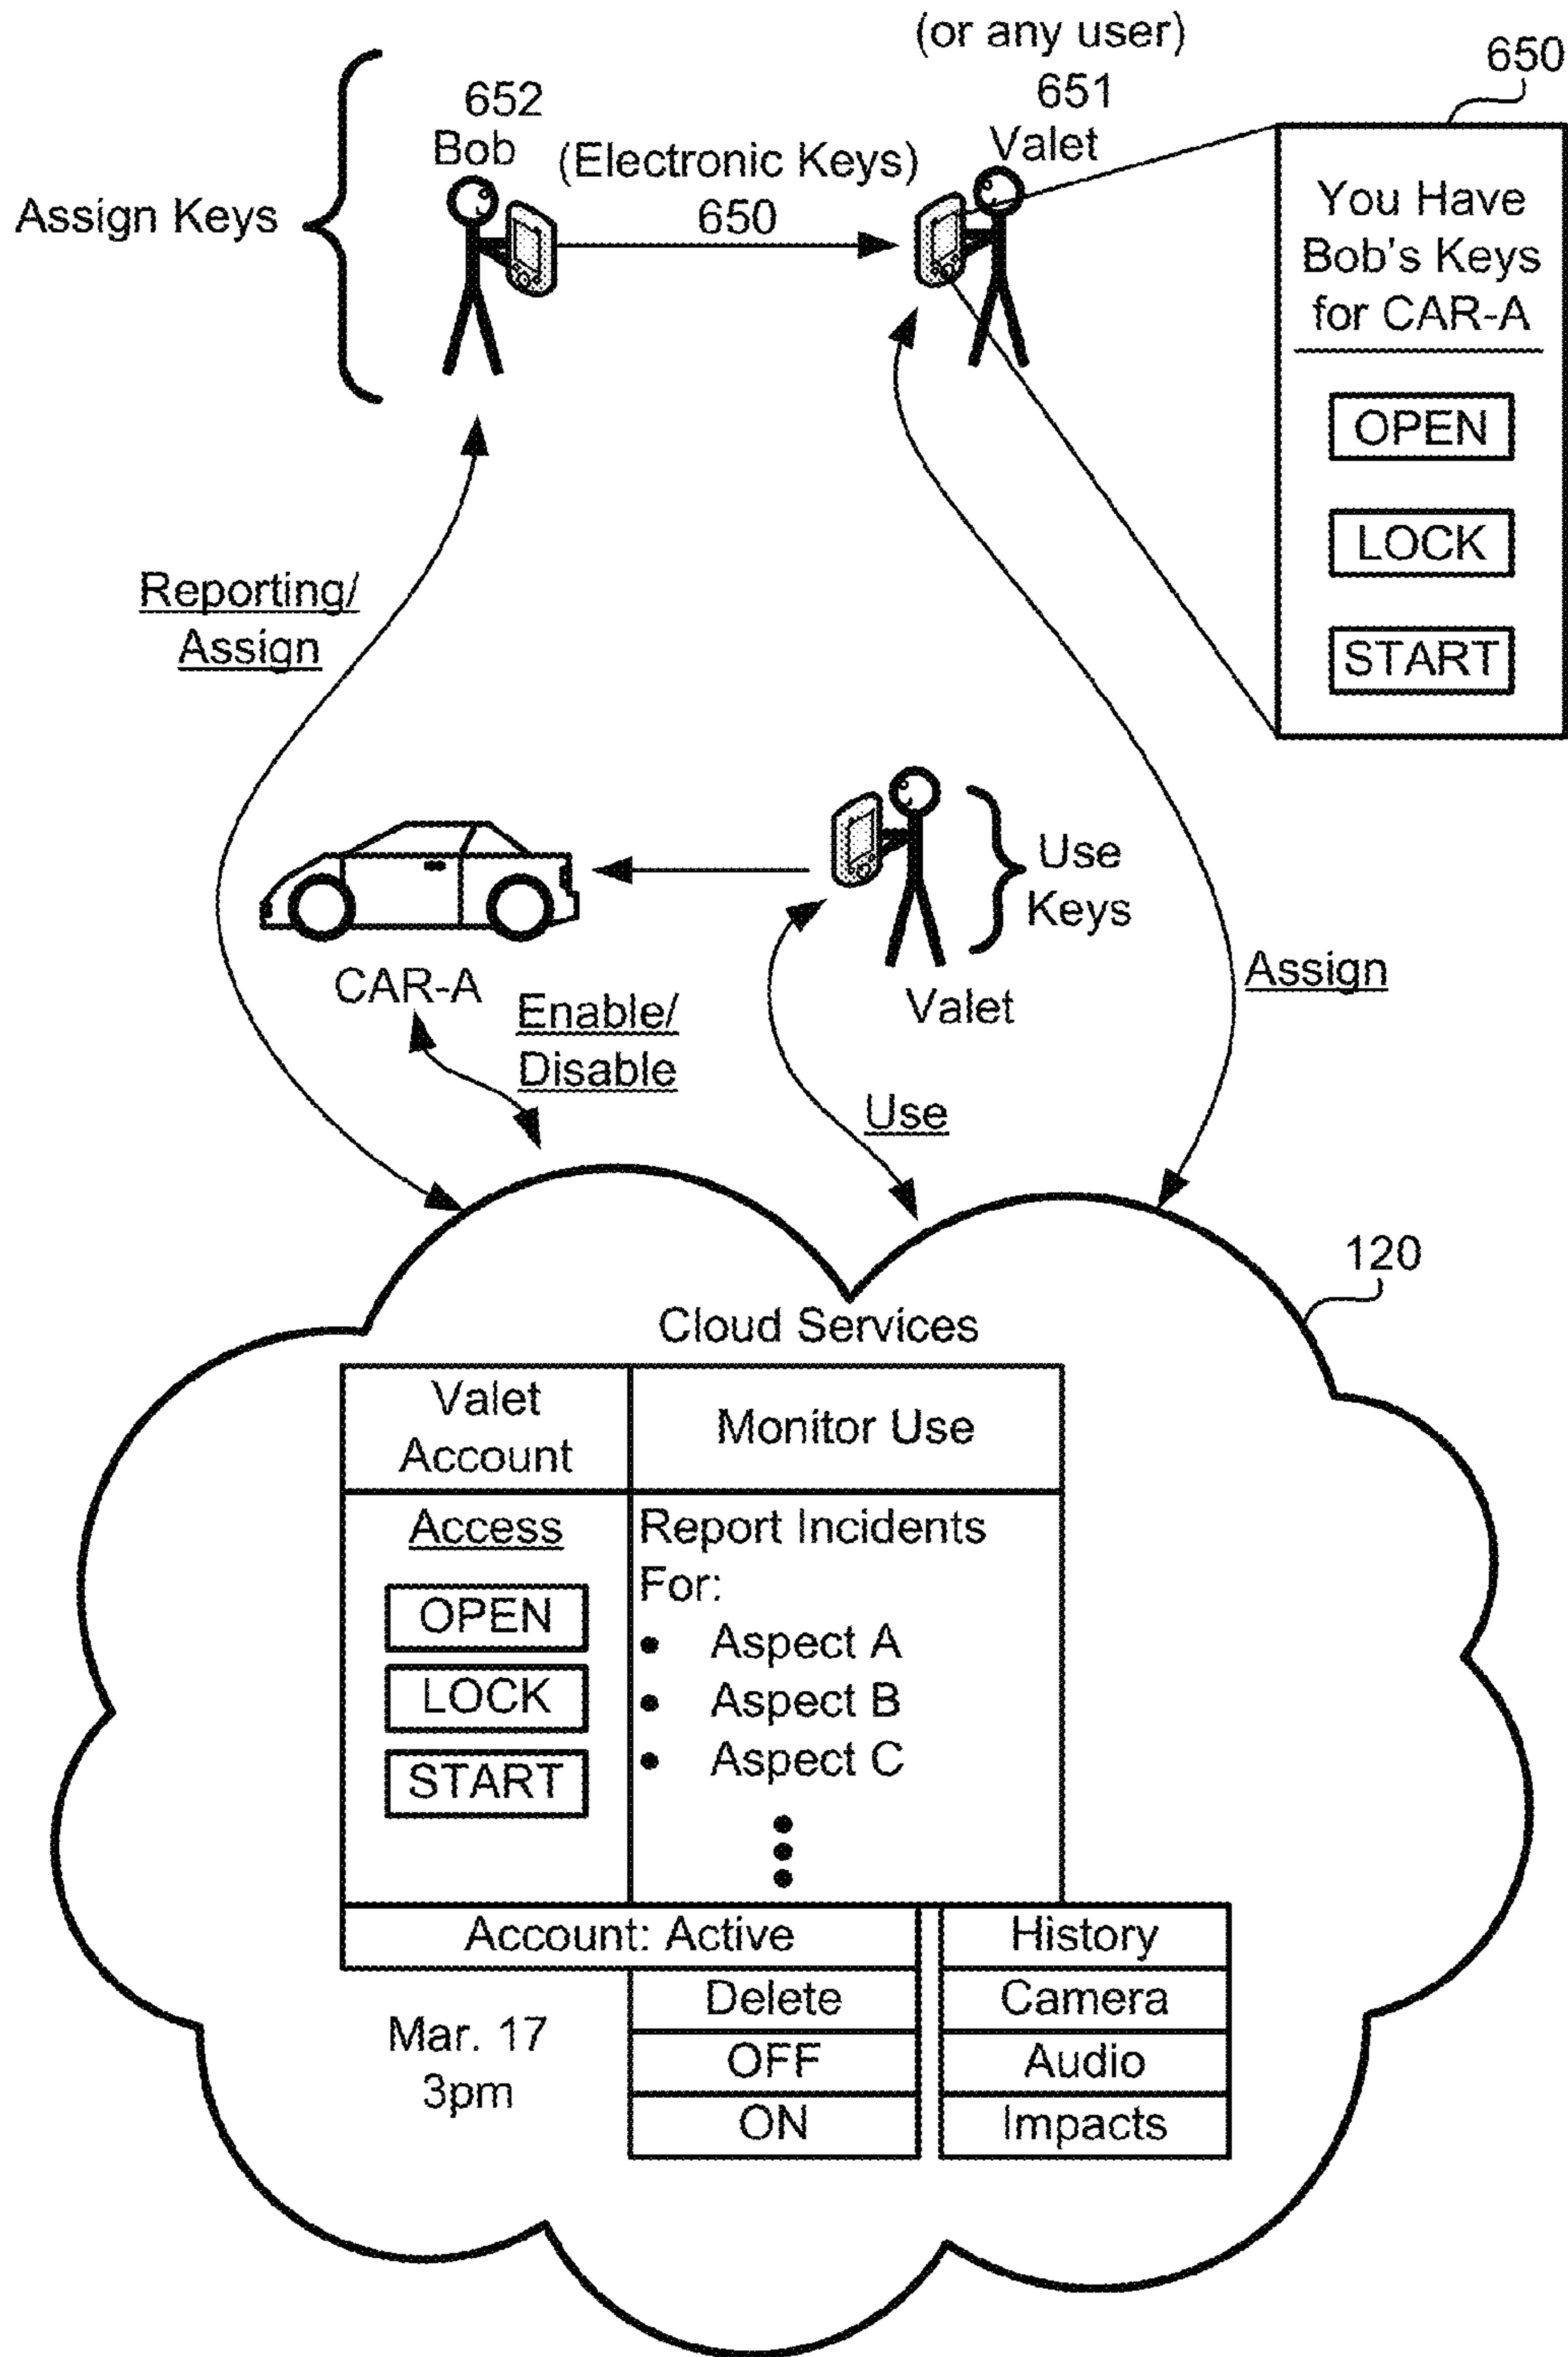 (or any user)
651
Valet
650
652
Bob
(Electronic Keys)
650
Assign Keys
You Have
Bob's Keys
for CAR-A
OPEN
LOCK
START
Reporting/
Assign
Use
Keys
CAR-A
Valet
Enable/
Disable
Assign
Use
120
Cloud Services
Valet
Account
Monitor Use
Access
OPEN
LOCK
START
Report Incidents
For:
• Aspect A
• Aspect B
• Aspect C
Account: Active
History
Delete
Camera
Mar. 17
3pm
OFF
Audio
ON
Impacts